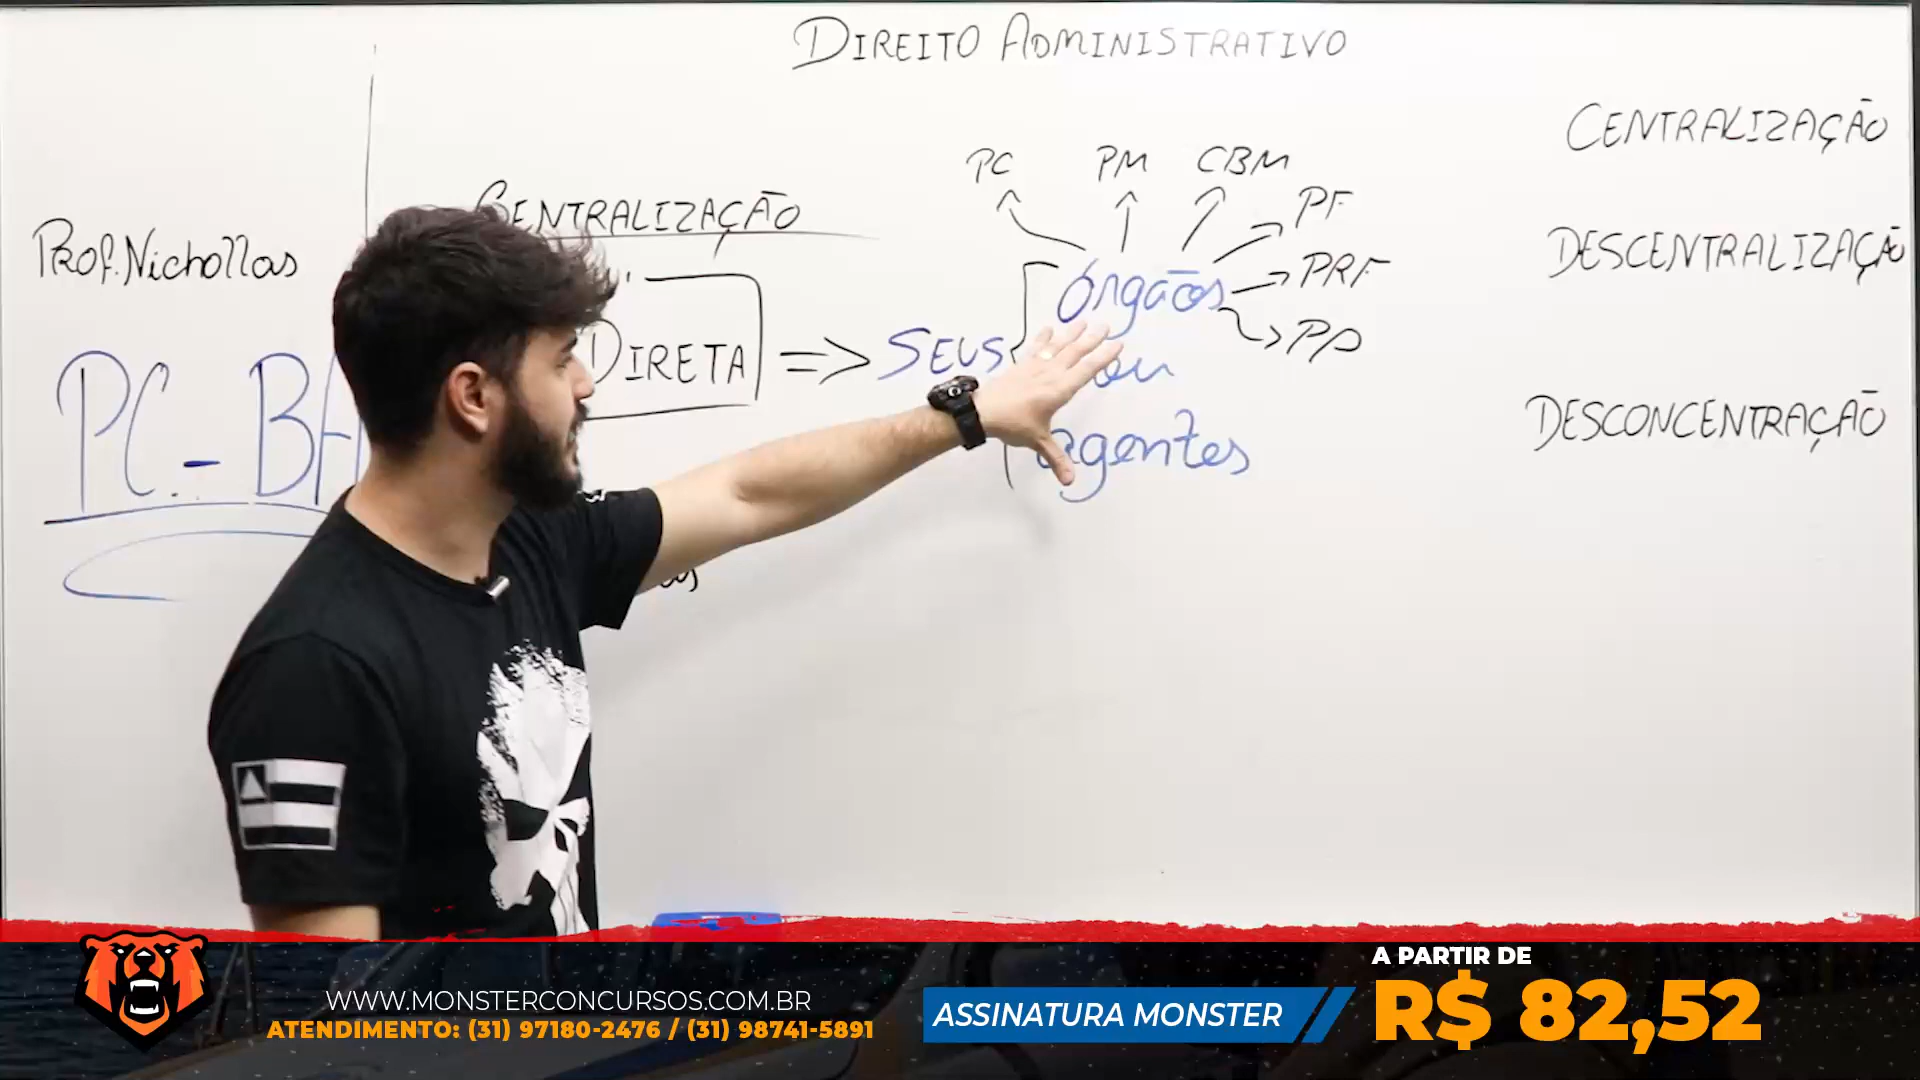 DIREITO ADMINISTRATIVO
Prof. Nichollas
PC-BA
CENTRALIZAÇÃO
DIRETA => SEUS
órgãos
ou
agentes
PC
PM
CBM
PF
PRF
PP
CENTRALIZAÇÃO
DESCENTRALIZAÇÃO
DESCONCENTRAÇÃO
WWW.MONSTERCONCURSOS.COM.BR
ATENDIMENTO: (31) 97180-2476 / (31) 98741-5891
ASSINATURA MONSTER
A PARTIR DE
R$ 82,52